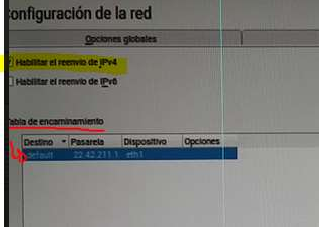 onfiguración de la red
Opciones globales
Habilitar el reenvío de IPv4
Habilitar el reenvío de IPv6
abla de encaminamiento
Destino Pasarela Dispositivo Opciones
default 22.42.211.1 eth1